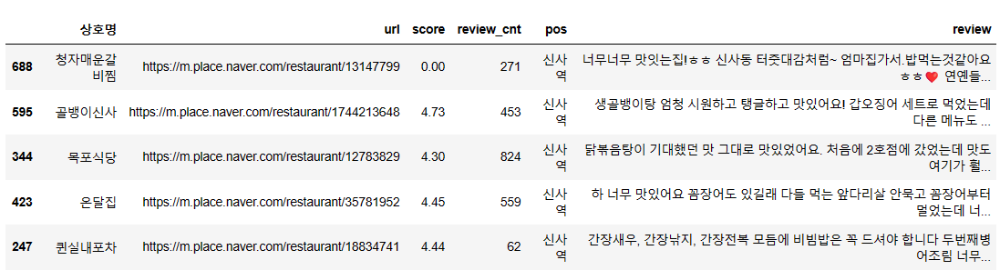 상호명 url score review_cnt pos review
688 청자매운갈비찜 https://m.place.naver.com/restaurant/13147799 0.00 271 신사역 너무너무 맛잇는집!ㅎㅎ 신사동 터줏대감처럼~ 엄마집가서.밥먹는것같아요ㅎㅎ❤️ 연옌들...
595 골뱅이신사 https://m.place.naver.com/restaurant/1744213648 4.73 453 신사역 생골뱅이탕 엄청 시원하고 탱글하고 맛있어요! 갑오징어 세트로 먹었는데 다른 메뉴도 ...
344 목포식당 https://m.place.naver.com/restaurant/12783829 4.30 824 신사역 닭볶음탕이 기대했던 맛 그대로 맛있었어요. 처음에 2호점에 갔었는데 맛도 여기가 훨...
423 온달집 https://m.place.naver.com/restaurant/35781952 4.45 559 신사역 하 너무 맛있어요 꼼장어도 있길래 다들 먹는 앞다리살 안묵고 꼼장어부터 멀었는데 너...
247 퀸실내포차 https://m.place.naver.com/restaurant/18834741 4.44 62 신사역 간장새우, 간장낚지, 간장전복 모듬에 비빔밥은 꼭 드셔야 합니다 두번째병어조림 너무...